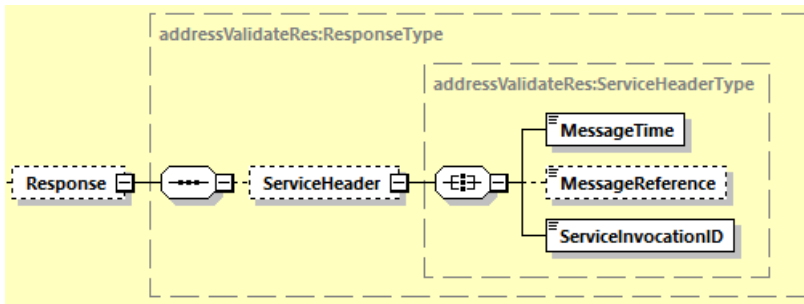 addressValidateRes:ResponseType
addressValidateRes:ServiceHeaderType
MessageTime
Response
ServiceHeader
MessageReference
ServiceInvocationID